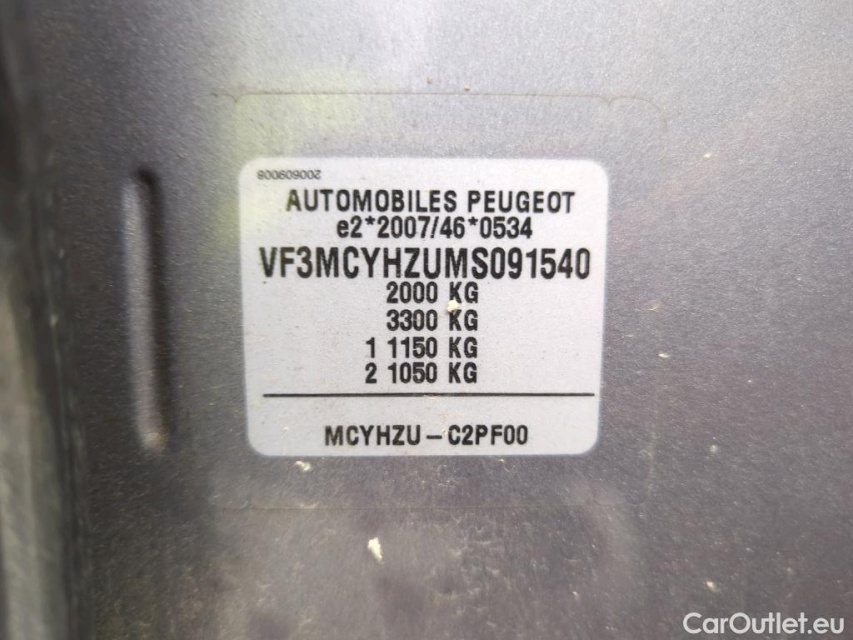 2006090908
AUTOMOBILES PEUGEOT
e2*2007/46*0534
VF3MCYHZUMS091540
2000 KG
3300 KG
1 1150 KG
2 1050 KG
MCYHZU – C2PF00
CarOutlet.eu